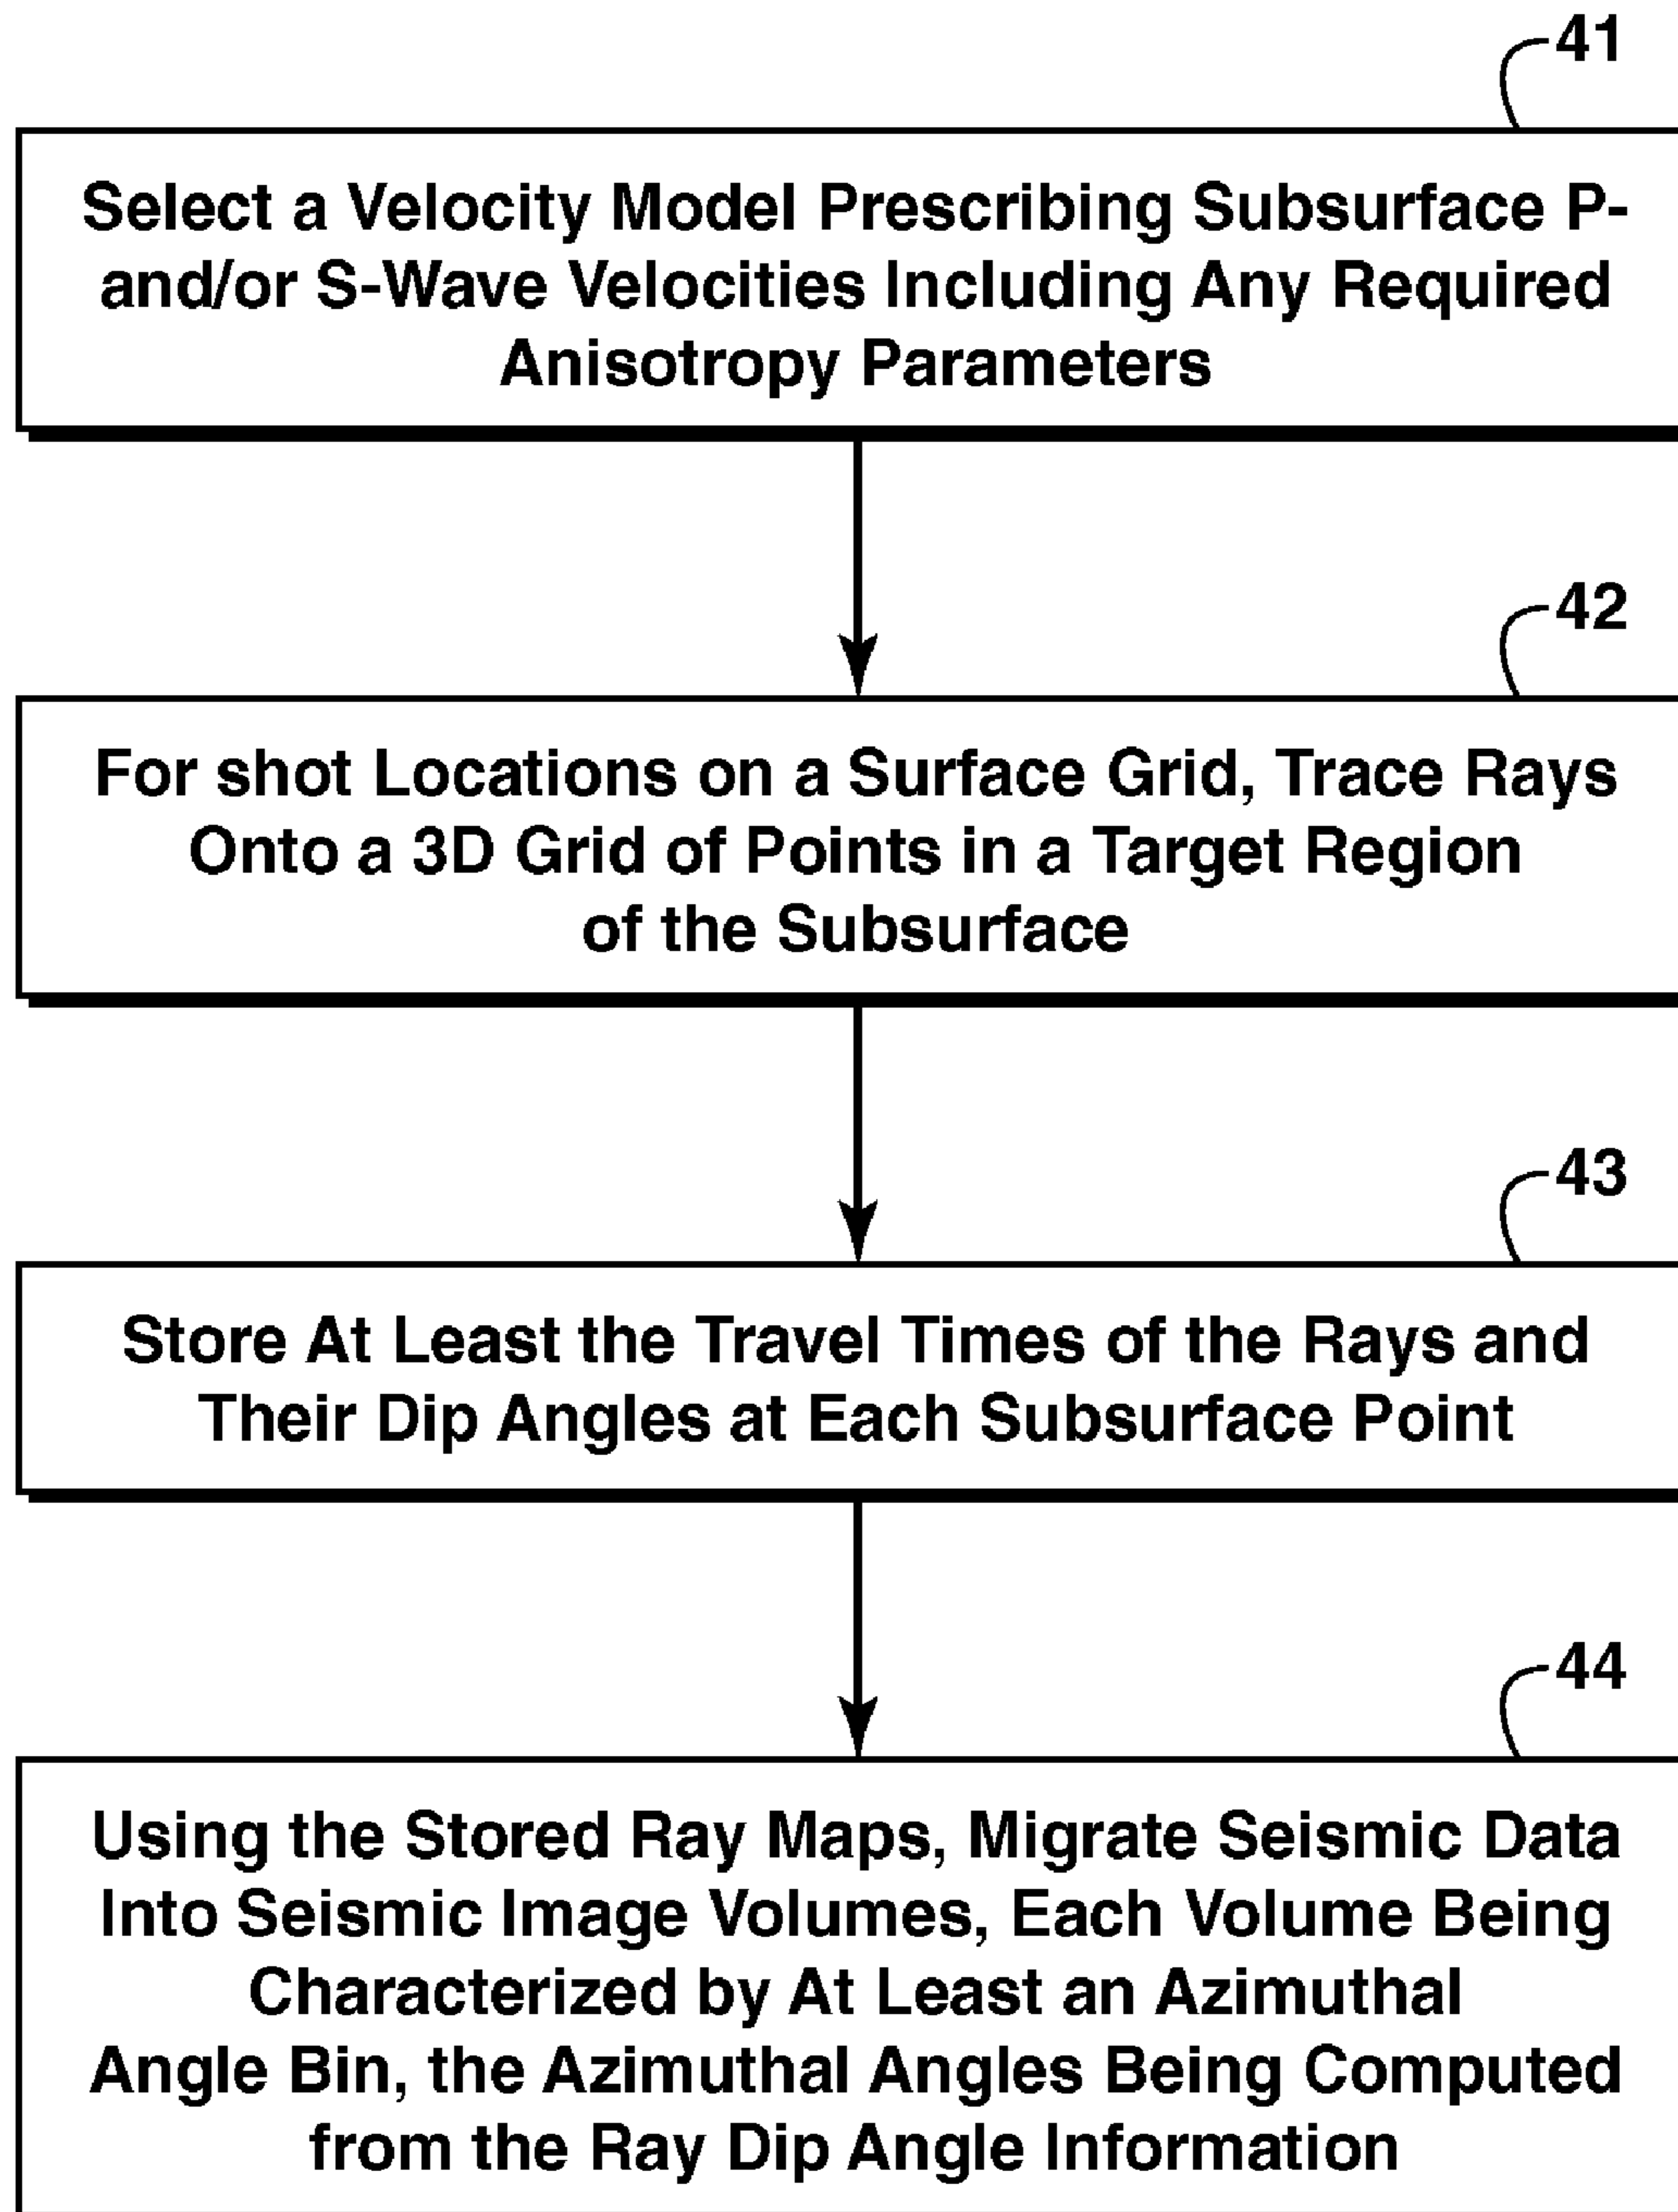 41
Select a Velocity Model Prescribing Subsurface P-
and/or S-Wave Velocities Including Any Required
Anisotropy Parameters
42
For shot Locations on a Surface Grid, Trace Rays
Onto a 3D Grid of Points in a Target Region
of the Subsurface
43
Store At Least the Travel Times of the Rays and
Their Dip Angles at Each Subsurface Point
44
Using the Stored Ray Maps, Migrate Seismic Data
Into Seismic Image Volumes, Each Volume Being
Characterized by At Least an Azimuthal
Angle Bin, the Azimuthal Angles Being Computed
from the Ray Dip Angle Information